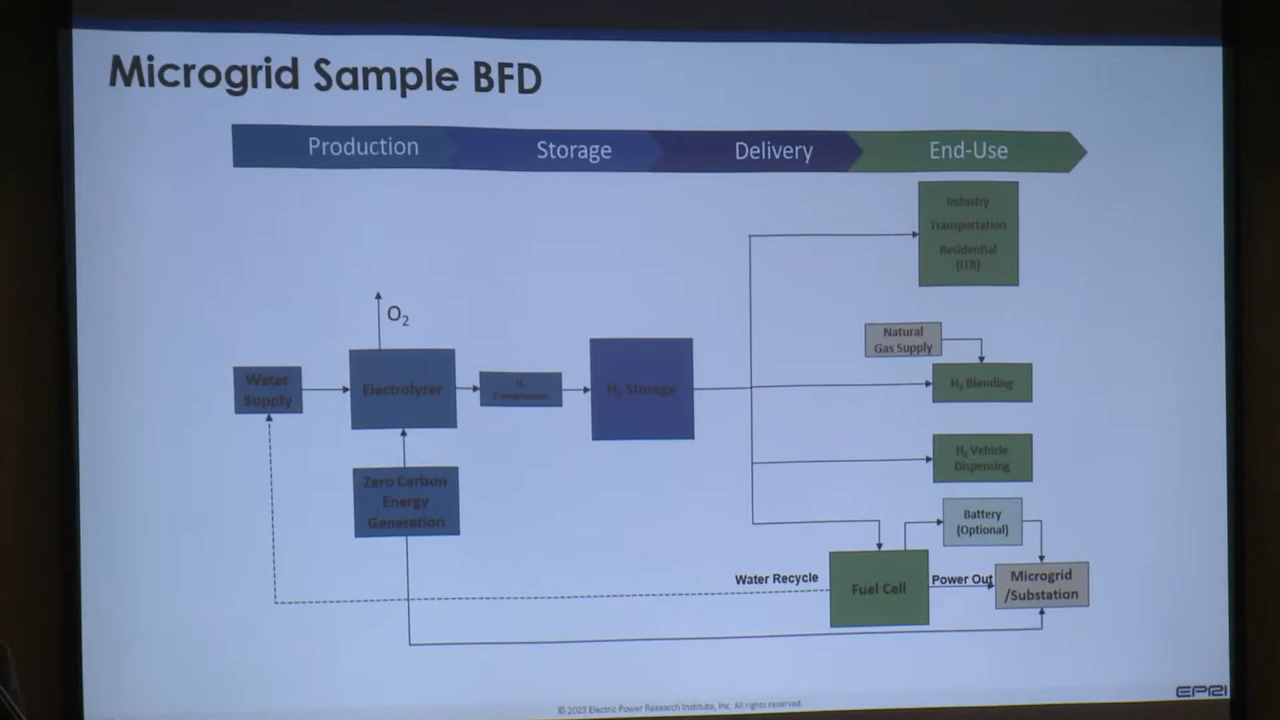 Microgrid Sample BFD
Production
Storage
Delivery
End-Use
Industry
Transportation
Residential
(ITR)
O₂
Natural
Gas Supply
Water
Supply
Electrolyzer
H₂
Compression
H₂ Storage
H₂ Blending
H₂ Vehicle
Dispensing
Zero Carbon
Energy
Generation
Battery
(Optional)
Water Recycle
Fuel Cell
Power Out
Microgrid
/Substation
EPRI
© 2023 Electric Power Research Institute, Inc. All rights reserved.